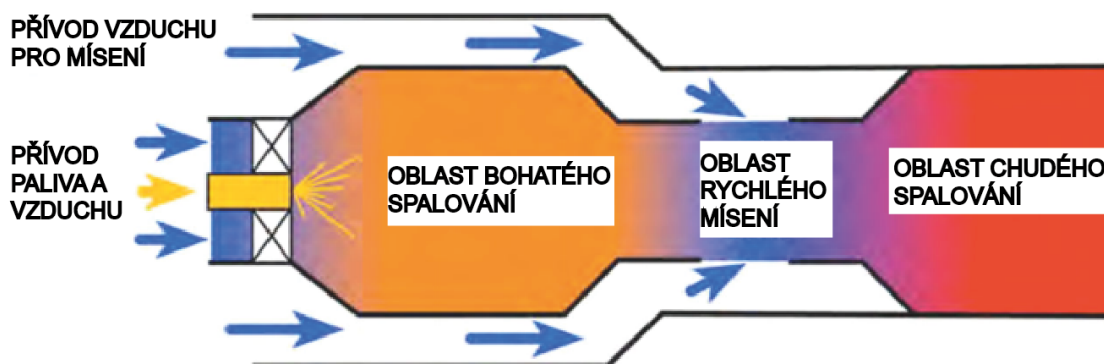 PŘÍVOD VZDUCHU
PRO MÍSENÍ
PŘÍVOD
PALIVA A
VZDUCHU
OBLAST BOHATÉHO
SPALOVÁNÍ
OBLAST
RYCHLÉHO
MÍSENÍ
OBLAST CHUDÉHO
SPALOVÁNÍ